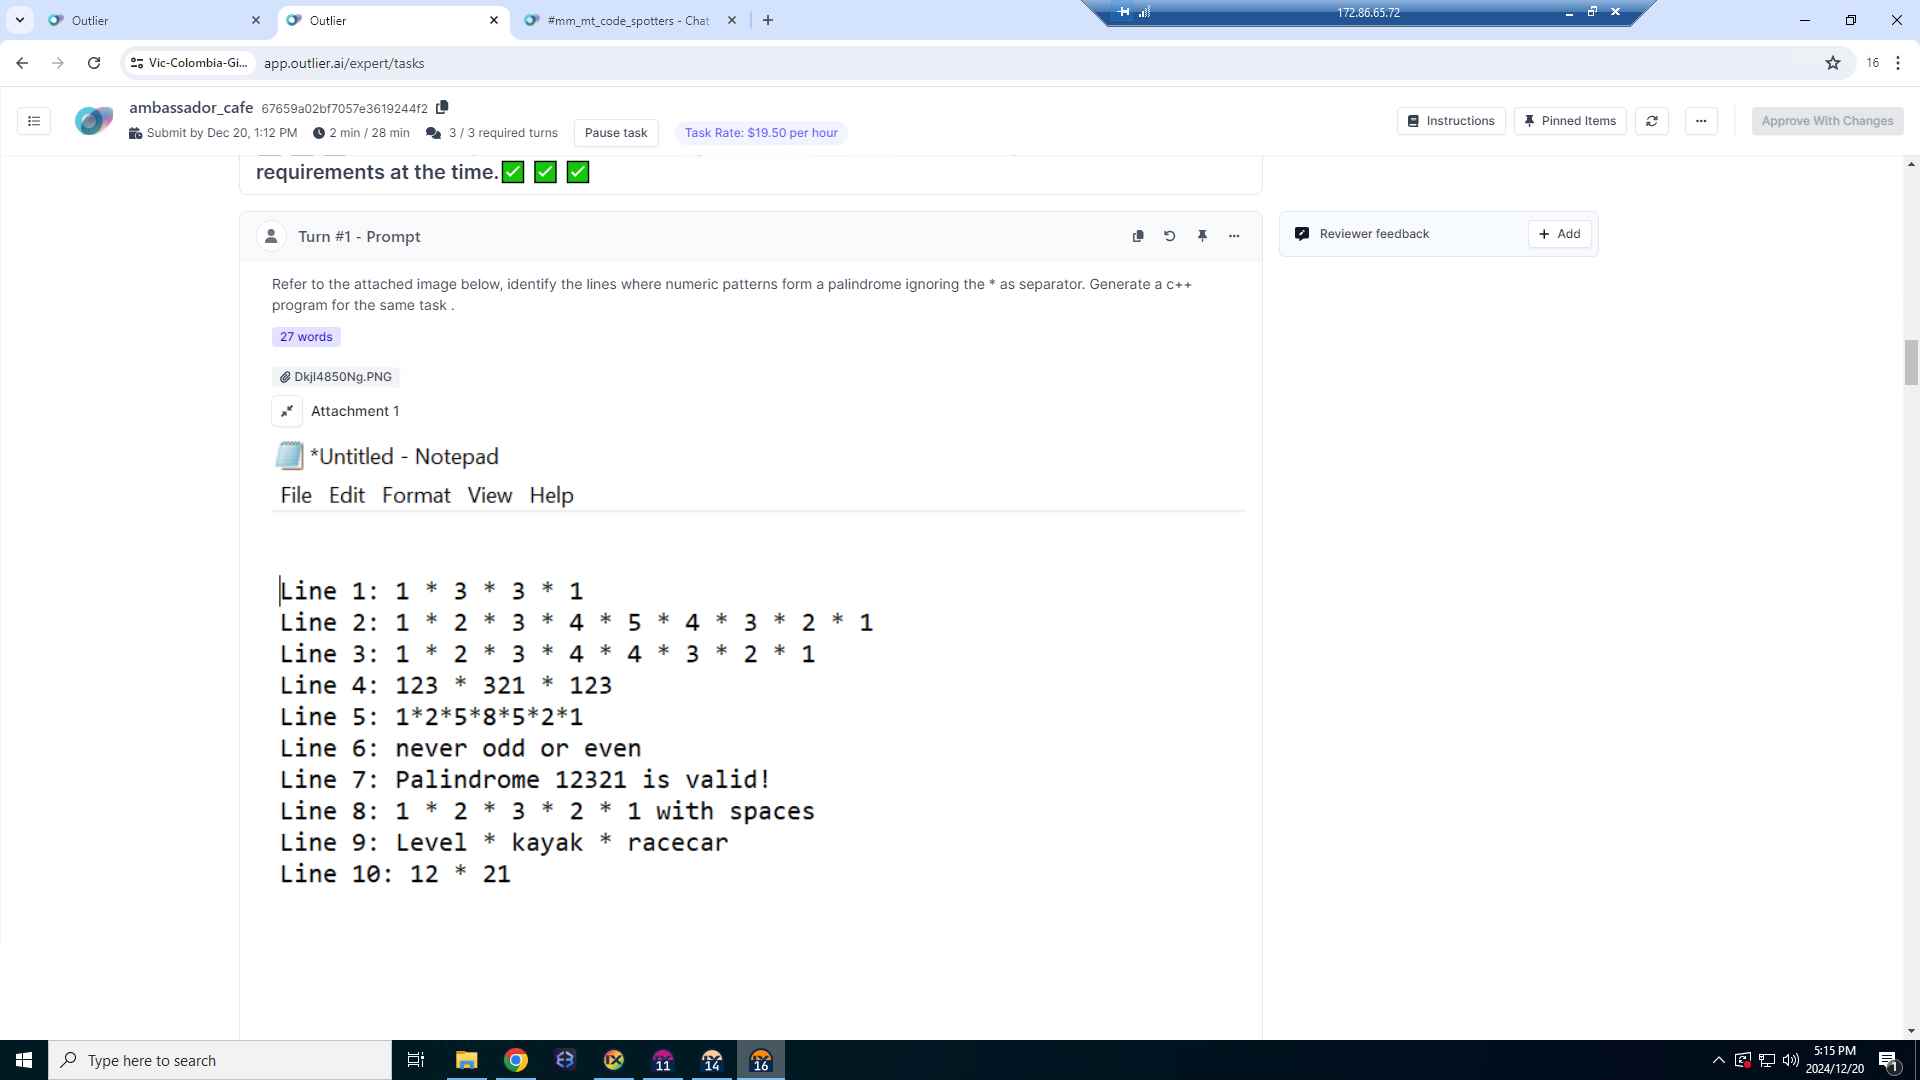 Outlier
Outlier
#mm_mt_code_spotters - Chat
172.86.65.72
Vic-Colombia-Gi...
app.outlier.ai/expert/tasks
16
ambassador_cafe 67659a02bf7057e3619244f2
Submit by Dec 20, 1:12 PM
2 min / 28 min
3 / 3 required turns
Pause task
Task Rate: $19.50 per hour
Instructions
Pinned Items
Approve With Changes
requirements at the time.✅ ✅ ✅
Turn #1 - Prompt
Reviewer feedback
+ Add
Refer to the attached image below, identify the lines where numeric patterns form a palindrome ignoring the * as separator. Generate a c++
program for the same task .
27 words
Dkjl4850Ng.PNG
Attachment 1
*Untitled - Notepad
File Edit Format View Help
Line 1: 1 * 3 * 3 * 1
Line 2: 1 * 2 * 3 * 4 * 5 * 4 * 3 * 2 * 1
Line 3: 1 * 2 * 3 * 4 * 4 * 3 * 2 * 1
Line 4: 123 * 321 * 123
Line 5: 1*2*5*8*5*2*1
Line 6: never odd or even
Line 7: Palindrome 12321 is valid!
Line 8: 1 * 2 * 3 * 2 * 1 with spaces
Line 9: Level * kayak * racecar
Line 10: 12 * 21
Type here to search
11
14
16
5:15 PM
2024/12/20
1